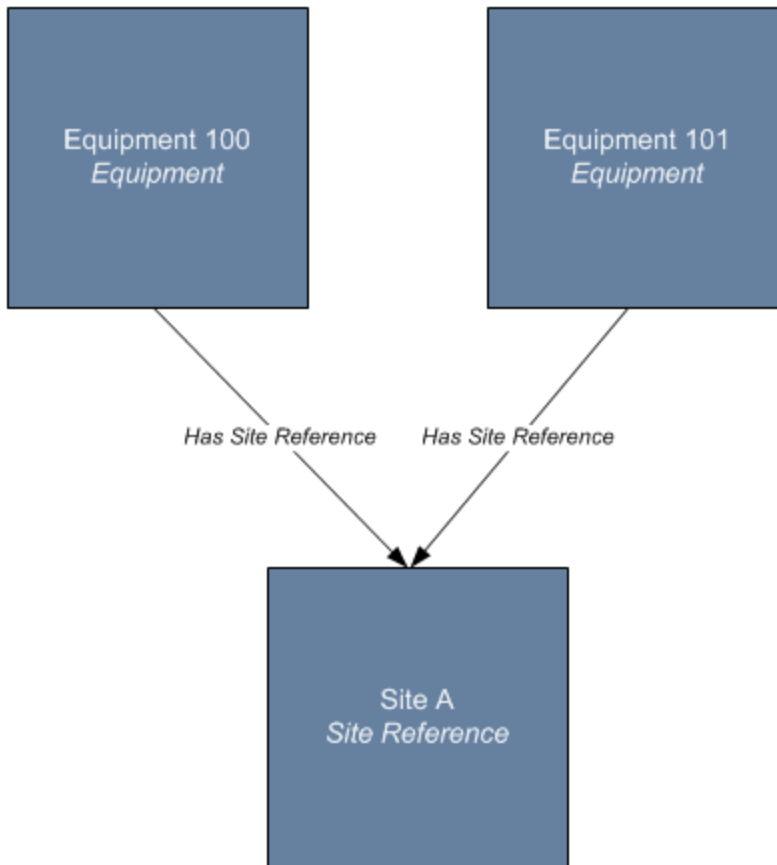 Equipment 100
Equipment
Equipment 101
Equipment
Has Site Reference
Has Site Reference
Site A
Site Reference